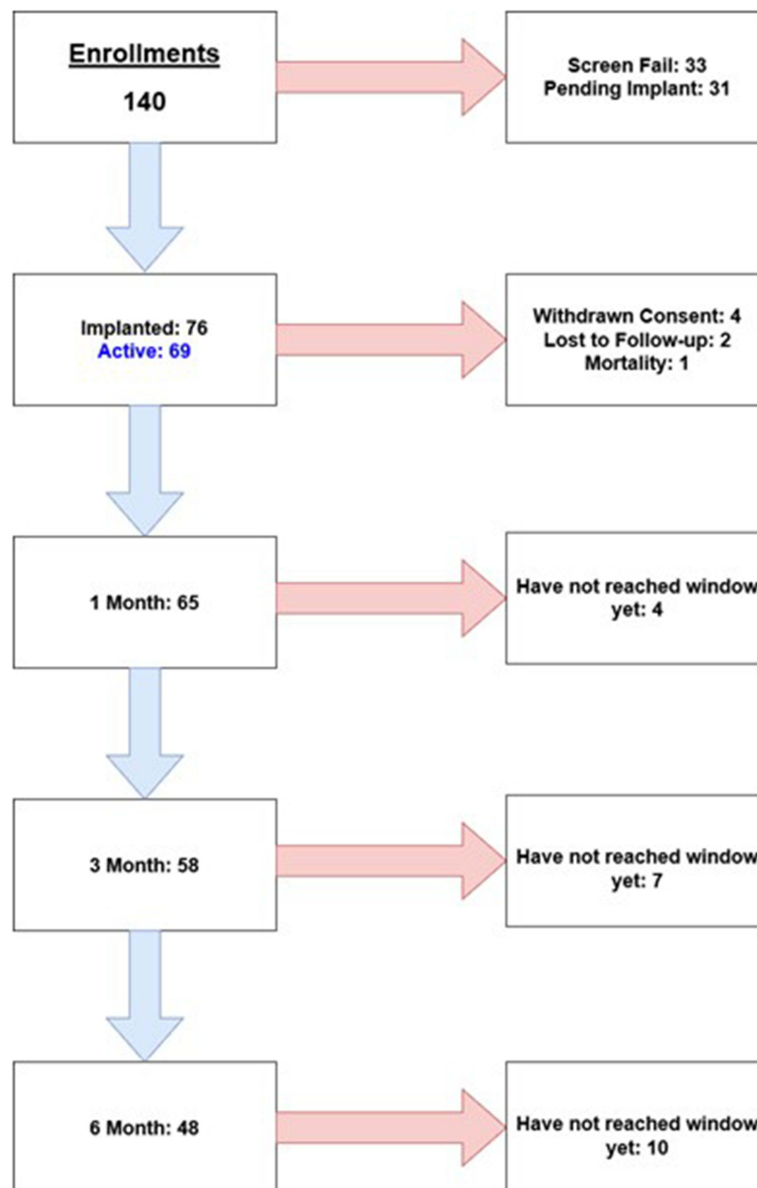 Enrollments
140
Screen Fail: 33
Pending Implant: 31
Implanted: 76
Active: 69
Withdrawn Consent: 4
Lost to Follow-up: 2
Mortality: 1
1 Month: 65
Have not reached window
yet: 4
3 Month: 58
Have not reached window
yet: 7
6 Month: 48
Have not reached window
yet: 10